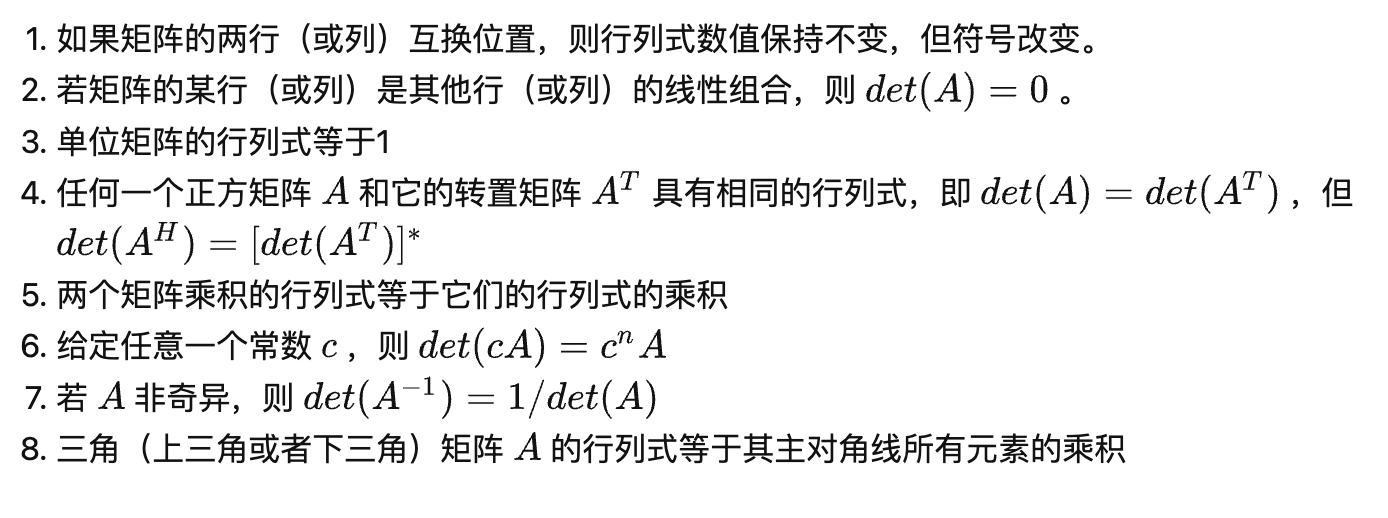 1. 如果矩阵的两行（或列）互换位置，则行列式数值保持不变，但符号改变。
2. 若矩阵的某行（或列）是其他行（或列）的线性组合，则 det(A) = 0 。
3. 单位矩阵的行列式等于1
4. 任何一个正方矩阵 A 和它的转置矩阵 A^T 具有相同的行列式，即 det(A) = det(A^T) ，但
det(A^H) = [det(A^T)]^*
5. 两个矩阵乘积的行列式等于它们的行列式的乘积
6. 给定任意一个常数 c ，则 det(cA) = c^n A
7. 若 A 非奇异，则 det(A^{-1}) = 1/det(A)
8. 三角（上三角或者下三角）矩阵 A 的行列式等于其主对角线所有元素的乘积